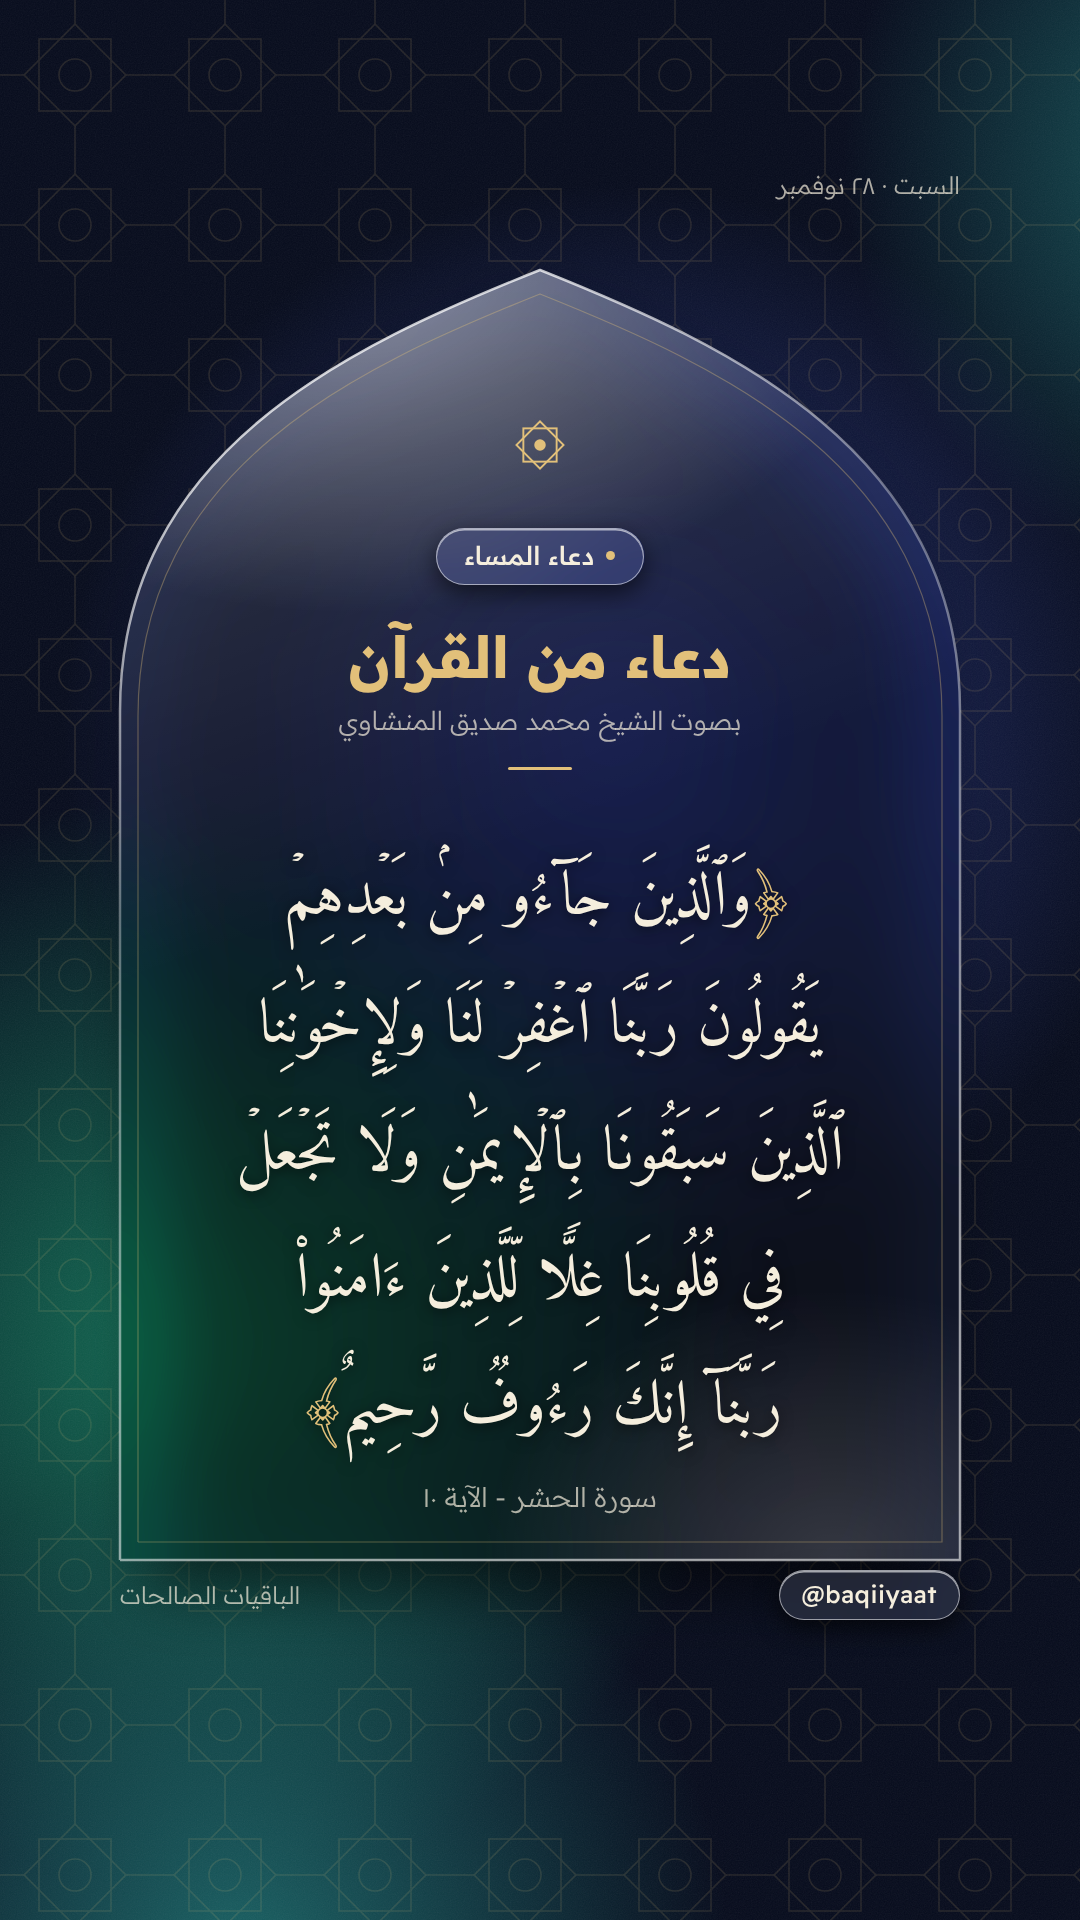 السبت · ٢٨ نوفمبر
دعاء المساء
دعاء من القرآن
بصوت الشيخ محمد صديق المنشاوي
﴿وَٱلَّذِينَ جَآءُو مِنۢ بَعۡدِهِمۡ
يَقُولُونَ رَبَّنَا ٱغۡفِرۡ لَنَا وَلِإِخۡوَٰنِنَا
ٱلَّذِينَ سَبَقُونَا بِٱلۡإِيمَٰنِ وَلَا تَجۡعَلۡ
فِي قُلُوبِنَا غِلّٗا لِّلَّذِينَ ءَامَنُواْ
رَبَّنَآ إِنَّكَ رَءُوفٞ رَّحِيمٌ﴾
سورة الحشر - الآية ١٠
@baqiiyaat
الباقيات الصالحات